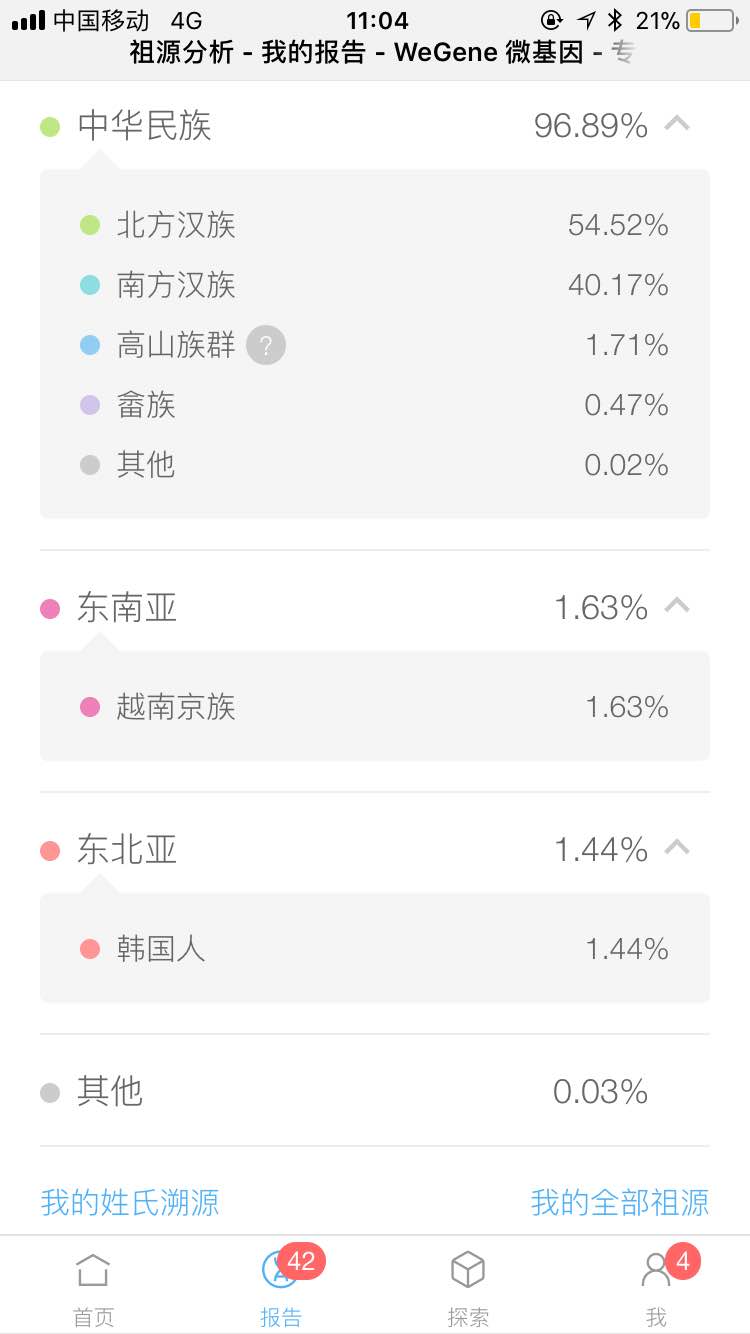 中国移动 4G 11:04 21%
祖源分析 - 我的报告 - WeGene 微基因 - 专
中华民族 96.89%
北方汉族 54.52%
南方汉族 40.17%
高山族群 ? 1.71%
畲族 0.47%
其他 0.02%
东南亚 1.63%
越南京族 1.63%
东北亚 1.44%
韩国人 1.44%
其他 0.03%
我的姓氏溯源 我的全部祖源
42 4
首页 报告 探索 我